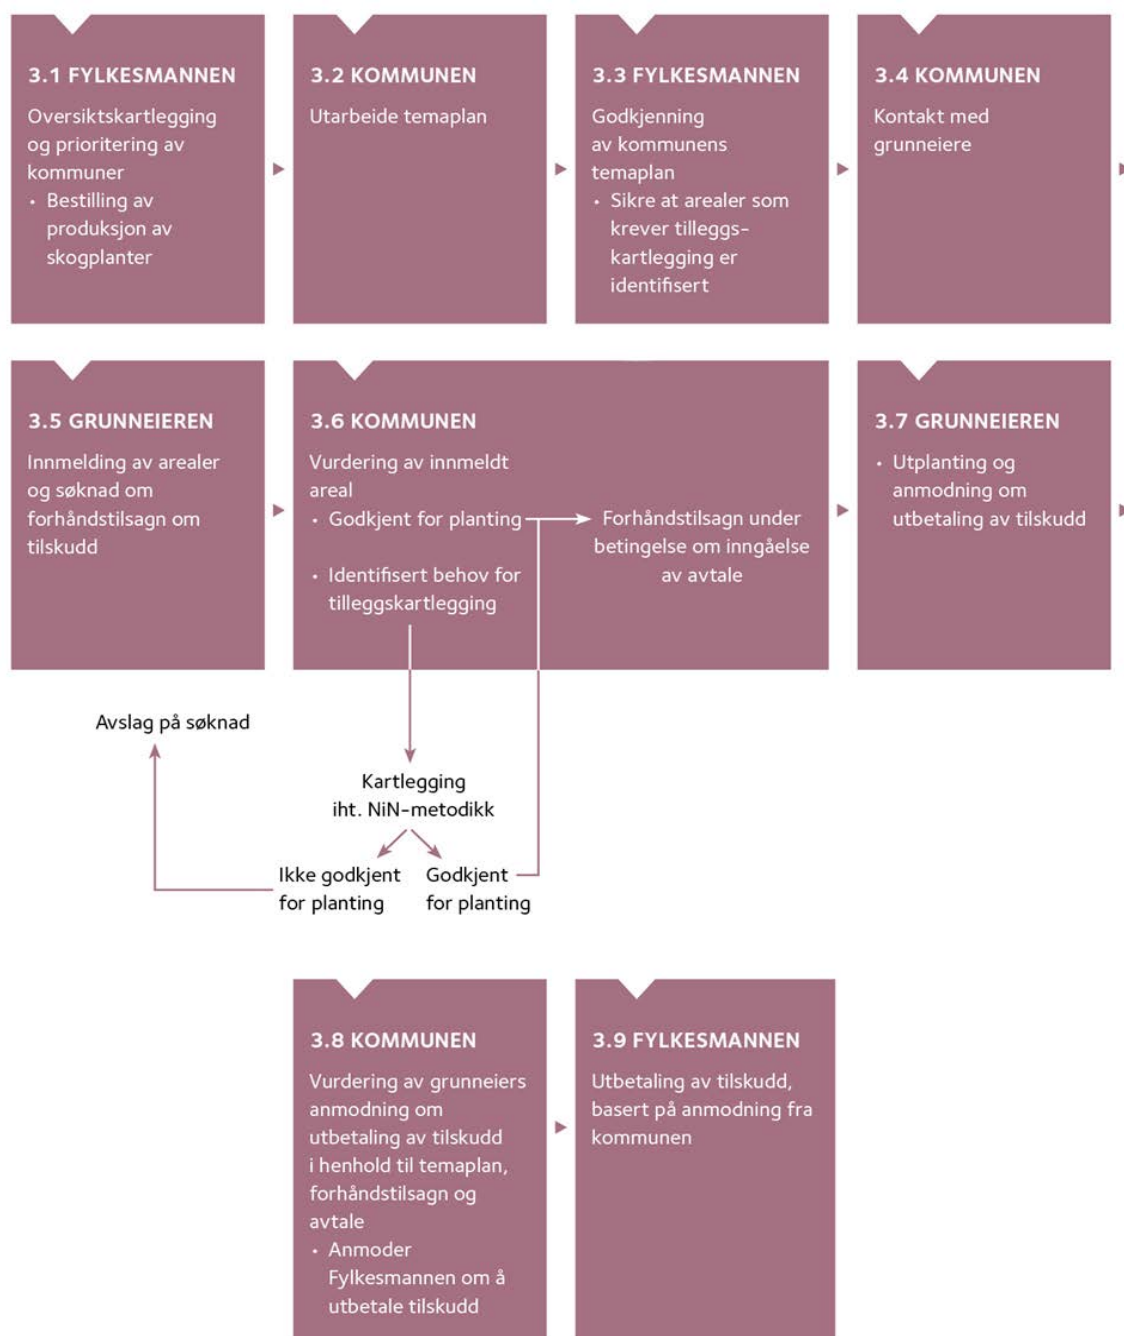 3.1 FYLKESMANNEN
Oversiktskartlegging
og prioritering av
kommuner
• Bestilling av
produksjon av
skogplanter
3.2 KOMMUNEN
Utarbeide temaplan
3.3 FYLKESMANNEN
Godkjenning
av kommunens
temaplan
• Sikre at arealer som
krever tilleggs-
kartlegging er
identifisert
3.4 KOMMUNEN
Kontakt med
grunneiere
3.5 GRUNNEIEREN
Innmelding av arealer
og søknad om
forhåndstilsagn om
tilskudd
3.6 KOMMUNEN
Vurdering av innmeldt
areal
• Godkjent for planting
• Identifisert behov for
tilleggskartlegging
Forhåndstilsagn under
betingelse om inngåelse
av avtale
3.7 GRUNNEIEREN
• Utplanting og
anmodning om
utbetaling av tilskudd
Avslag på søknad
Kartlegging
iht. NiN-metodikk
Ikke godkjent
for planting
Godkjent
for planting
3.8 KOMMUNEN
Vurdering av grunneiers
anmodning om
utbetaling av tilskudd
i henhold til temaplan,
forhåndstilsagn og
avtale
• Anmoder
Fylkesmannen om å
utbetale tilskudd
3.9 FYLKESMANNEN
Utbetaling av tilskudd,
basert på anmodning fra
kommunen